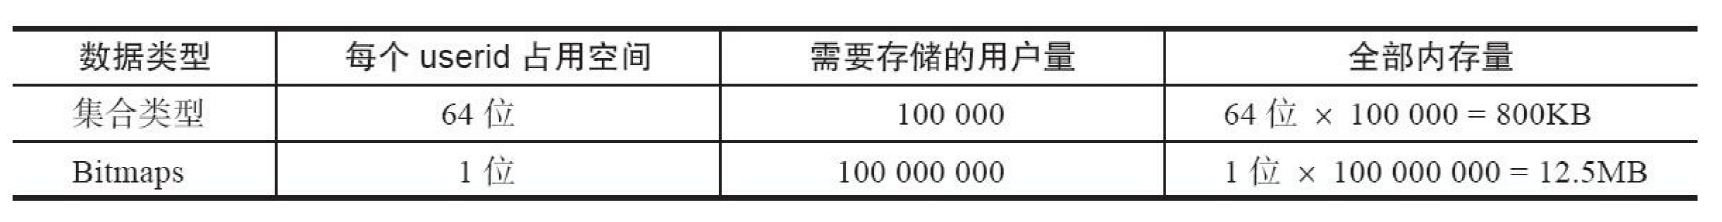 数据类型 每个 userid 占用空间 需要存储的用户量 全部内存量
集合类型 64 位 100 000 64 位 × 100 000 = 800KB
Bitmaps 1 位 100 000 000 1 位 × 100 000 000 = 12.5MB